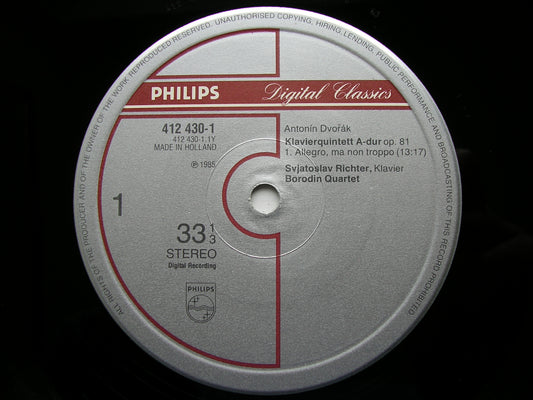 ALL RIGHTS OF THE PRODUCER AND OF THE OWNER OF THE WORK REPRODUCED RESERVED. UNAUTHORISED COPYING, HIRING, LENDING, PUBLIC PERFORMANCE AND BROADCASTING OF THIS RECORD PROHIBITED.
PHILIPS
Digital Classics
412 430-1
412 430-1.1Y
MADE IN HOLLAND
℗ 1985
1
33 1/3
STEREO
Digital Recording
PHILIPS
Antonín Dvořák
Klavierquintett A-dur op. 81
1. Allegro, ma non troppo (13:17)
Svjatoslav Richter, Klavier
Borodin Quartet